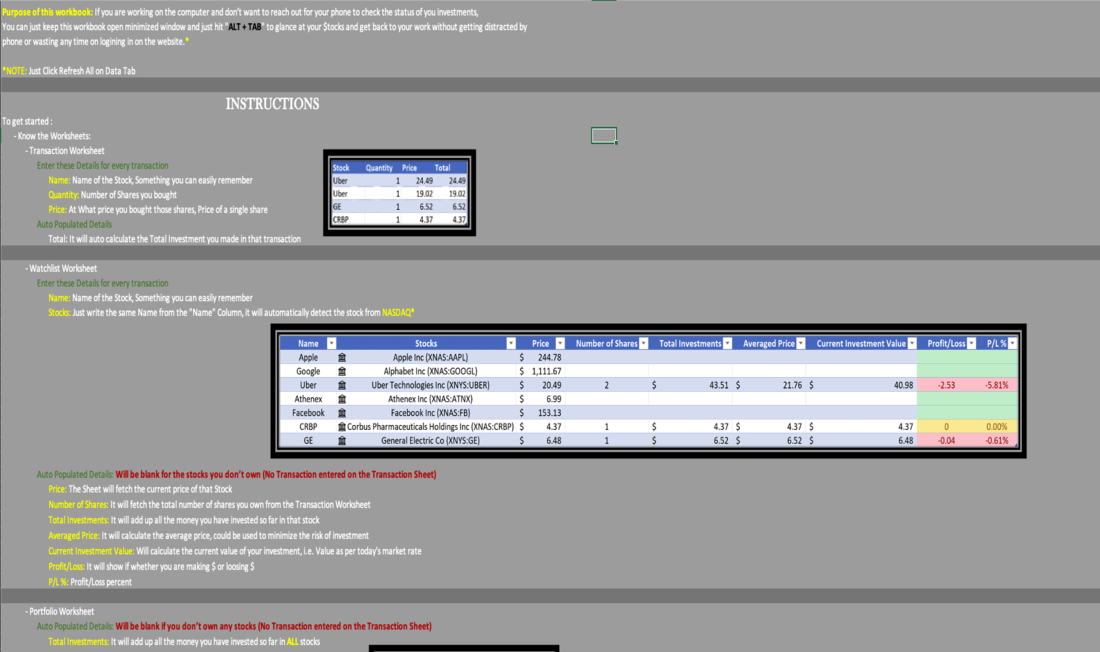 Purpose of this workbook: If you are working on the computer and don't want to reach out for your phone to check the status of you investments,
You can just keep this workbook open minimized window and just hit "ALT + TAB" to glance at your Stocks and get back to your work without getting distracted by
phone or wasting any time on logining in on the website.*
*NOTE: Just Click Refresh All on Data Tab
INSTRUCTIONS
To get started :
- Know the Worksheets:
- Transaction Worksheet
Enter these Details for every transaction
Name: Name of the Stock, Something you can easily remember
Quantity: Number of Shares you bought
Price: At What price you bought those shares, Price of a single share
Auto Populated Details
Total: It will auto calculate the Total Investment you made in that transaction
Stock Quantity Price Total
Uber 1 24.49 24.49
Uber 1 19.02 19.02
GE 1 6.52 6.52
CRBP 1 4.37 4.37
- Watchlist Worksheet
Enter these Details for every transaction
Name: Name of the Stock, Something you can easily remember
Stocks: Just write the same Name from the "Name" Column, it will automatically detect the stock from NASDAQ*
Name Stocks Price Number of Shares Total Investments Averaged Price Current Investment Value Profit/Loss P/L %
Apple Apple Inc (XNAS:AAPL) $ 244.78
Google Alphabet Inc (XNAS:GOOGL) $ 1,111.67
Uber Uber Technologies Inc (XNYS:UBER) $ 20.49 2 $ 43.51 $ 21.76 $ 40.98 -2.53 -5.81%
Athenex Athenex Inc (XNAS:ATNX) $ 6.99
Facebook Facebook Inc (XNAS:FB) $ 153.13
CRBP Corbus Pharmaceuticals Holdings Inc (XNAS:CRBP) $ 4.37 1 $ 4.37 $ 4.37 $ 4.37 0 0.00%
GE General Electric Co (XNYS:GE) $ 6.48 1 $ 6.52 $ 6.52 $ 6.48 -0.04 -0.61%
Auto Populated Details: Will be blank for the stocks you don't own (No Transaction entered on the Transaction Sheet)
Price: The Sheet will fetch the current price of that Stock
Number of Shares: It will fetch the total number of shares you own from the Transaction Worksheet
Total Investments: It will add up all the money you have invested so far in that stock
Averaged Price: It will calculate the average price, could be used to minimize the risk of investment
Current Investment Value: Will calculate the current value of your investment, i.e. Value as per today's market rate
Profit/Loss: It will show if whether you are making $ or loosing $
P/L %: Profit/Loss percent
- Portfolio Worksheet
Auto Populated Details: Will be blank if you don't own any stocks (No Transaction entered on the Transaction Sheet)
Total Investments: It will add up all the money you have invested so far in ALL stocks